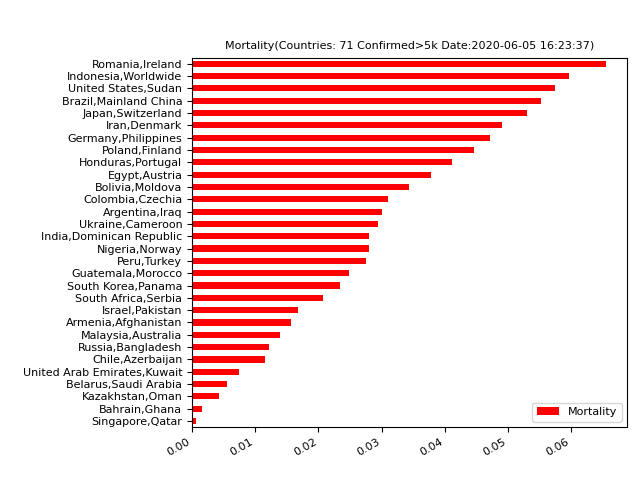 Mortality(Countries: 71 Confirmed>5k Date:2020-06-05 16:23:37)
Romania,Ireland
Indonesia,Worldwide
United States,Sudan
Brazil,Mainland China
Japan,Switzerland
Iran,Denmark
Germany,Philippines
Poland,Finland
Honduras,Portugal
Egypt,Austria
Bolivia,Moldova
Colombia,Czechia
Argentina,Iraq
Ukraine,Cameroon
India,Dominican Republic
Nigeria,Norway
Peru,Turkey
Guatemala,Morocco
South Korea,Panama
South Africa,Serbia
Israel,Pakistan
Armenia,Afghanistan
Malaysia,Australia
Russia,Bangladesh
Chile,Azerbaijan
United Arab Emirates,Kuwait
Belarus,Saudi Arabia
Kazakhstan,Oman
Bahrain,Ghana
Singapore,Qatar
Mortality
0.00 0.01 0.02 0.03 0.04 0.05 0.06